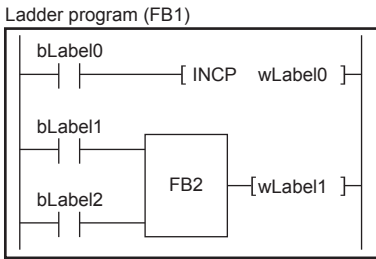 Ladder program (FB1)
bLabel0
[ INCP wLabel0 ]
bLabel1
FB2
[wLabel1 ]
bLabel2